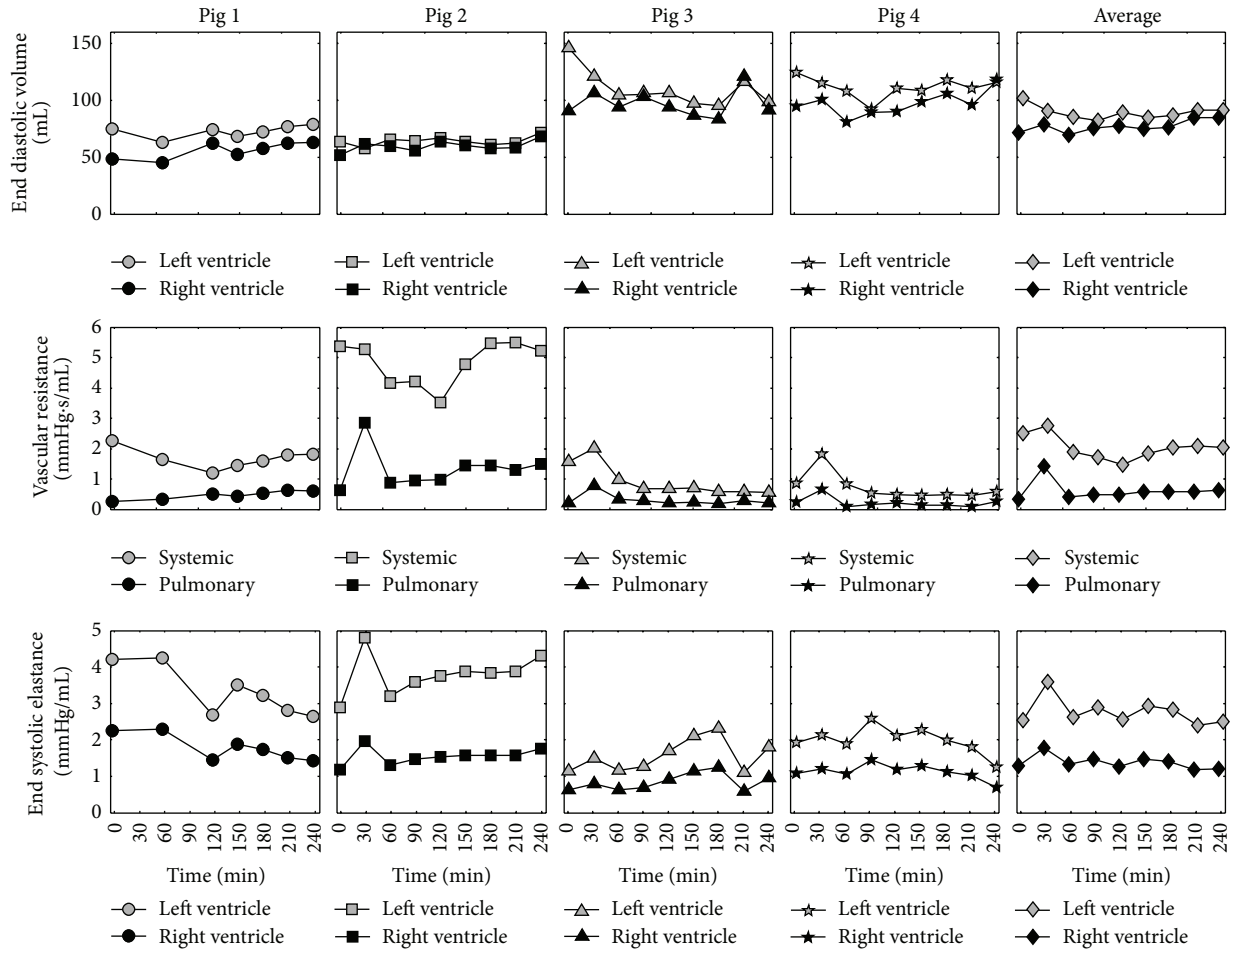 Pig 1 Pig 2 Pig 3 Pig 4 Average
End diastolic volume
(mL)
150
100
50
0
Left ventricle Left ventricle Left ventricle Left ventricle Left ventricle
Right ventricle Right ventricle Right ventricle Right ventricle Right ventricle
Vascular resistance
(mmHg·s/mL)
6
5
4
3
2
1
0
Systemic Systemic Systemic Systemic Systemic
Pulmonary Pulmonary Pulmonary Pulmonary Pulmonary
End systolic elastance
(mmHg/mL)
5
4
3
2
1
0
0 30 60 90 120 150 180 210 240 0 30 60 90 120 150 180 210 240 0 30 60 90 120 150 180 210 240 0 30 60 90 120 150 180 210 240 0 30 60 90 120 150 180 210 240
Time (min) Time (min) Time (min) Time (min) Time (min)
Left ventricle Left ventricle Left ventricle Left ventricle Left ventricle
Right ventricle Right ventricle Right ventricle Right ventricle Right ventricle